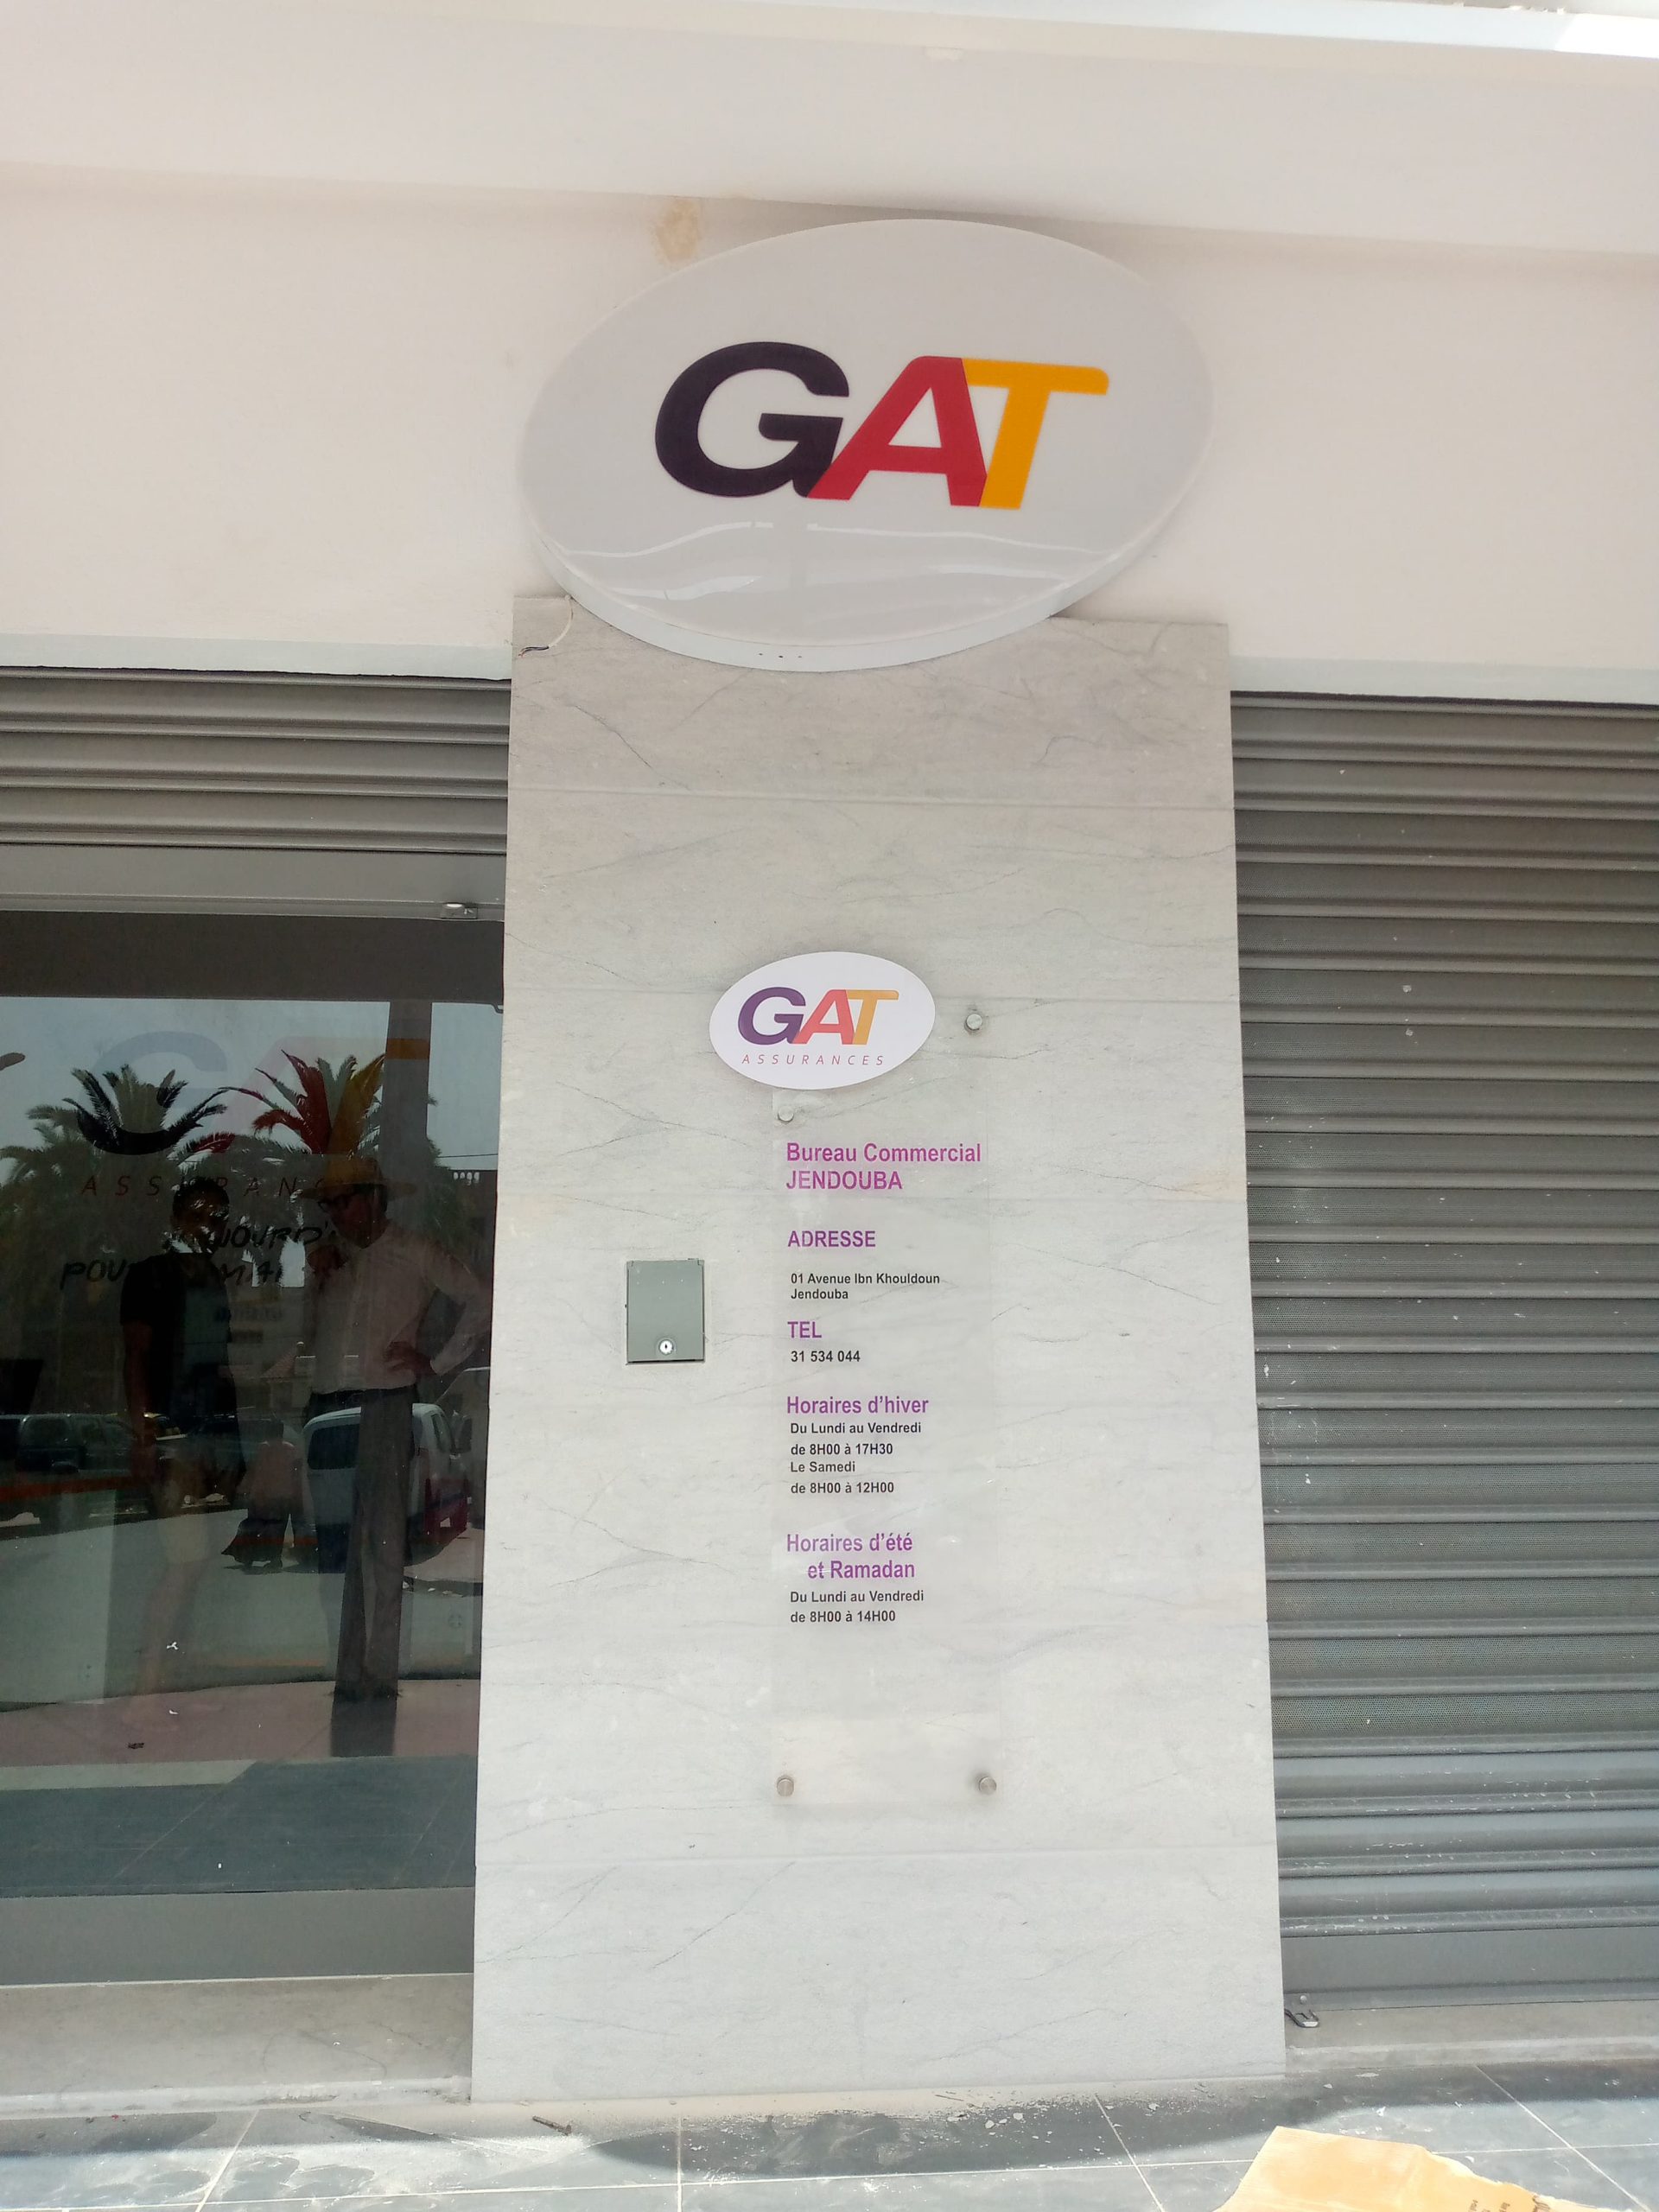 GAT
GAT
ASSURANCES
Bureau Commercial
JENDOUBA
ADRESSE
01 Avenue Ibn Khouldoun
Jendouba
TEL
31 534 044
Horaires d'hiver
Du Lundi au Vendredi
de 8H00 à 17H30
Le Samedi
de 8H00 à 12H00
Horaires d'été
et Ramadan
Du Lundi au Vendredi
de 8H00 à 14H00
GAT